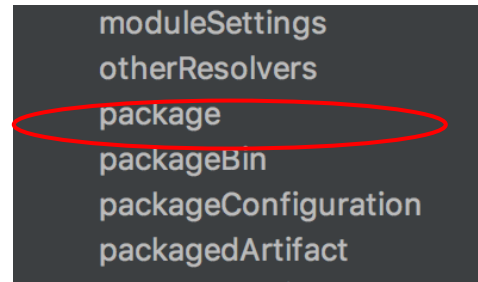 moduleSettings
otherResolvers
package
packageBin
packageConfiguration
packagedArtifact